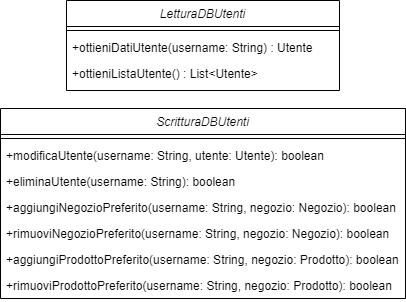 LetturaDBUtenti
+ottieniDatiUtente(username: String) : Utente
+ottieniListaUtente() : List<Utente>
ScritturaDBUtenti
+modificaUtente(username: String, utente: Utente): boolean
+eliminaUtente(username: String): boolean
+aggiungiNegozioPreferito(username: String, negozio: Negozio): boolean
+rimuoviNegozioPreferito(username: String, negozio: Negozio): boolean
+aggiungiProdottoPreferito(username: String, negozio: Prodotto): boolean
+rimuoviProdottoPreferito(username: String, negozio: Prodotto): boolean